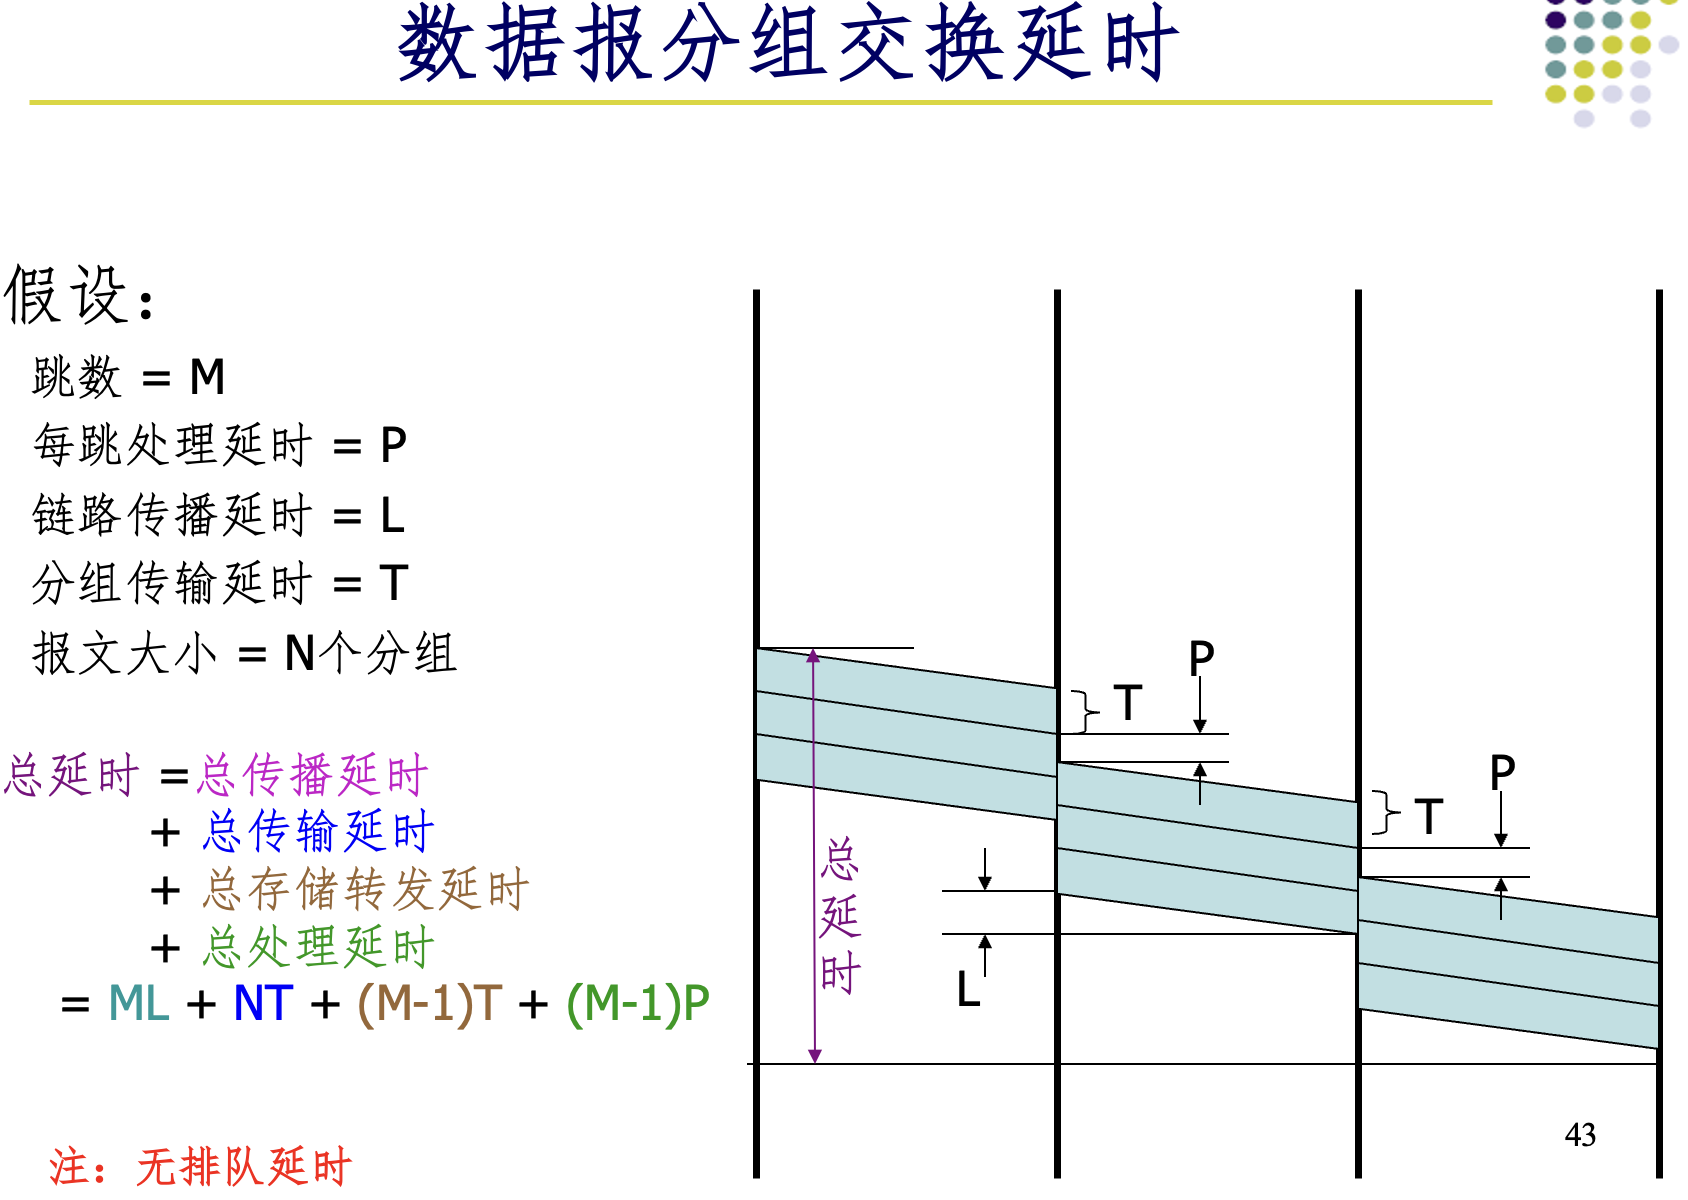 数据报分组交换延时
假设：
跳数 = M
每跳处理延时 = P
链路传播延时 = L
分组传输延时 = T
报文大小 = N个分组
总延时 =总传播延时
+ 总传输延时
+ 总存储转发延时
+ 总处理延时
= ML + NT + (M-1)T + (M-1)P
注：无排队延时
P
T
P
T
总延时
L
43